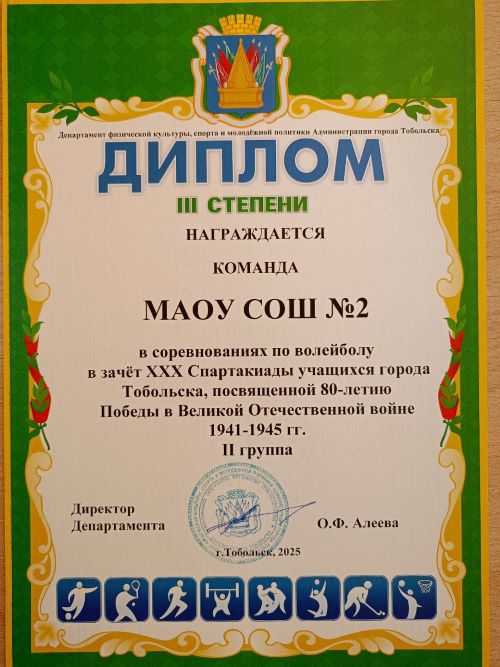 Департамент физической культуры, спорта и молодёжной политики Администрации города Тобольска
ДИПЛОМ
III СТЕПЕНИ
НАГРАЖДАЕТСЯ
КОМАНДА
МАОУ СОШ №2
в соревнованиях по волейболу
в зачёт XXX Спартакиады учащихся города
Тобольска, посвященной 80-летию
Победы в Великой Отечественной войне
1941-1945 гг.
II группа
Директор
Департамента
О.Ф. Алеева
г.Тобольск, 2025